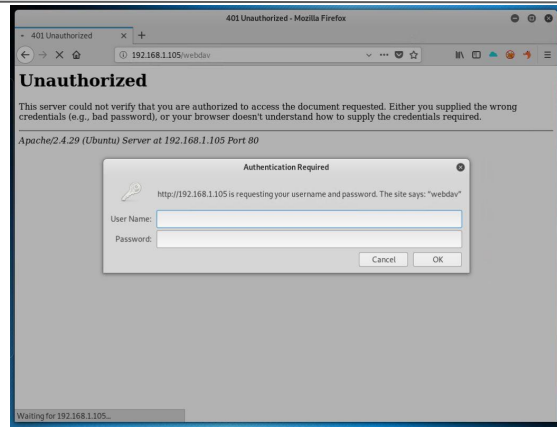 401 Unauthorized - Mozilla Firefox
401 Unauthorized
192.168.1.105/webdav
Unauthorized
This server could not verify that you are authorized to access the document requested. Either you supplied the wrong
credentials (e.g., bad password), or your browser doesn't understand how to supply the credentials required.
Apache/2.4.29 (Ubuntu) Server at 192.168.1.105 Port 80
Authentication Required
http://192.168.1.105 is requesting your username and password. The site says: "webdav"
User Name:
Password:
Cancel OK
Waiting for 192.168.1.105...